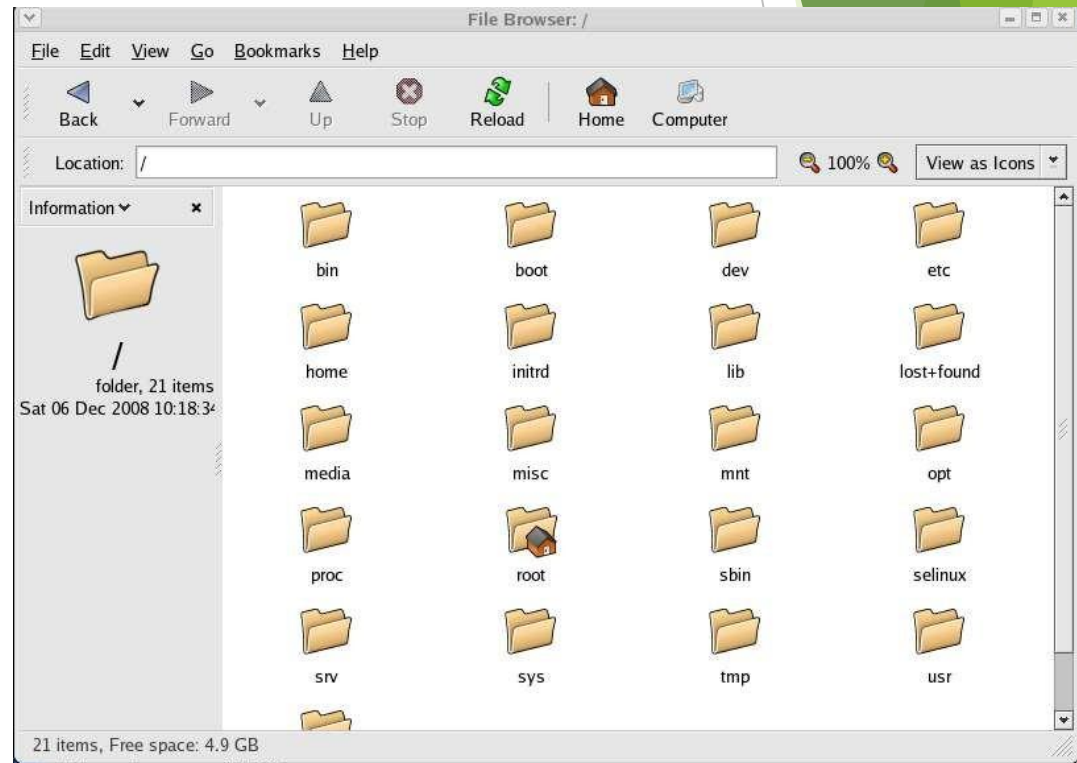 File Browser: /
File Edit View Go Bookmarks Help
Back Forward Up Stop Reload Home Computer
Location: / 100% View as Icons
Information
/
folder, 21 items
Sat 06 Dec 2008 10:18:34
bin boot dev etc
home initrd lib lost+found
media misc mnt opt
proc root sbin selinux
srv sys tmp usr
21 items, Free space: 4.9 GB